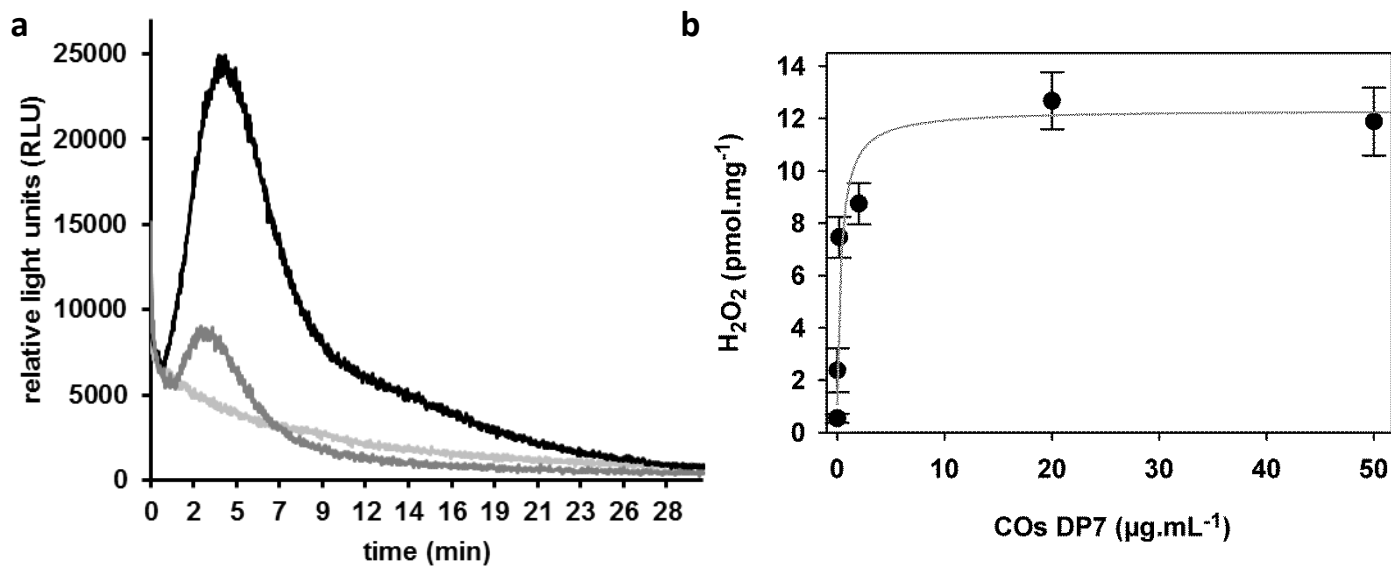 a
25000
20000
15000
10000
5000
0
relative light units (RLU)
0 2 5 7 9 12 14 16 19 21 23 26 28
time (min)
b
14
12
10
8
6
4
2
0
H₂O₂ (pmol.mg⁻¹)
0 10 20 30 40 50
COs DP7 (µg.mL⁻¹)